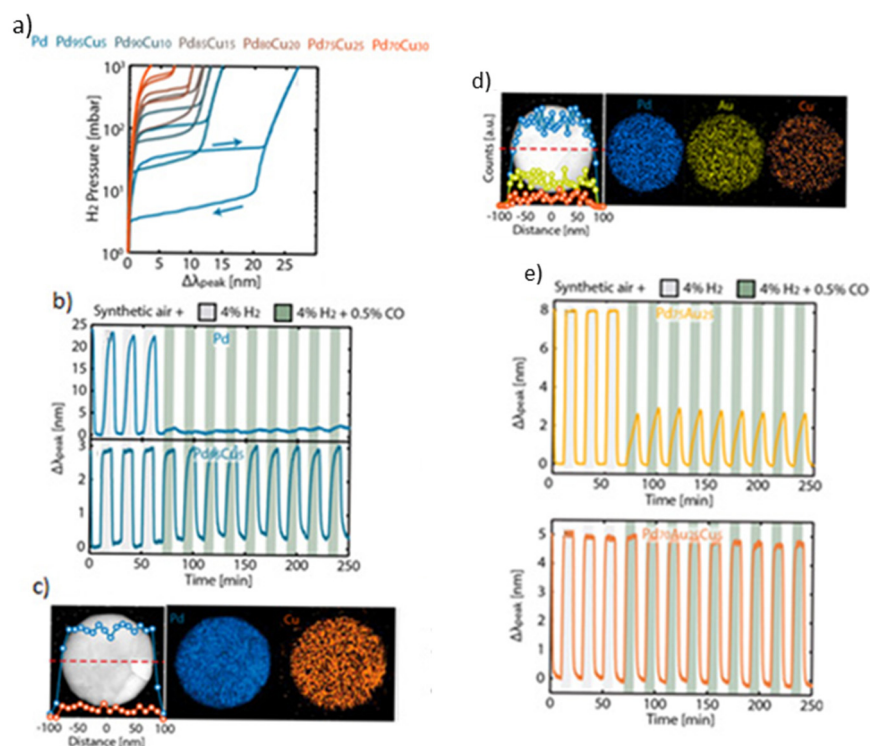 a)
Pd Pd95Cu5 Pd90Cu10 Pd85Cu15 Pd80Cu20 Pd75Cu25 Pd70Cu30
H2 Pressure [mbar]
10³
10²
10¹
10⁰
0 5 10 15 20 25
Δλpeak [nm]
b)
Synthetic air + 4% H2 4% H2 + 0.5% CO
Δλpeak [nm]
25
20
15
10
5
0
Pd
Δλpeak [nm]
3
2
1
0
Pd95Cu5
0 50 100 150 200 250
Time [min]
c)
Pd Cu
-100 -50 0 50 100
Distance [nm]
d)
Counts [a.u.]
Pd Au Cu
-100 -50 0 50 100
Distance [nm]
e)
Synthetic air + 4% H2 4% H2 + 0.5% CO
Δλpeak [nm]
8
6
4
2
0
Pd75Au25
0 50 100 150 200 250
Time [min]
Δλpeak [nm]
5
4
3
2
1
0
Pd70Au25Cu5
0 50 100 150 200 250
Time [min]